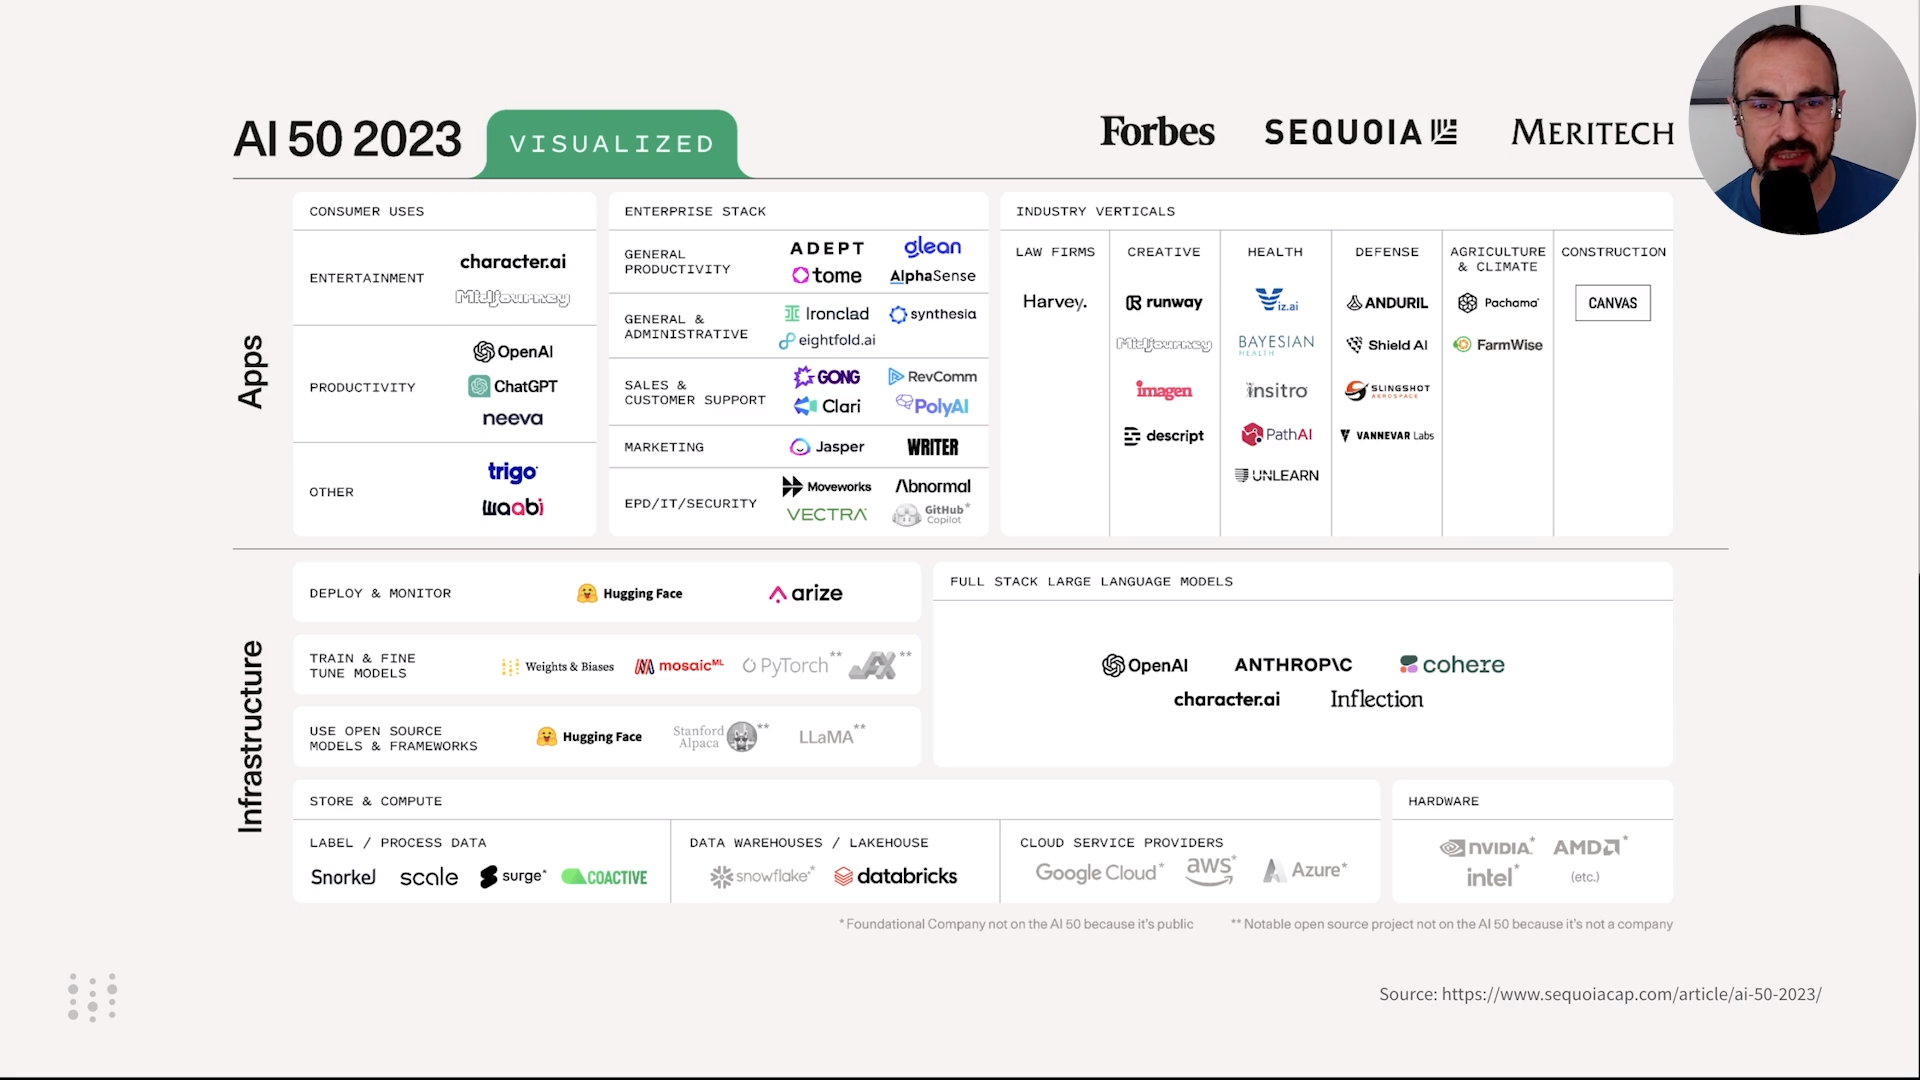 AI 50 2023
VISUALIZED
Forbes
SEQUOIA
MERITECH
Apps
CONSUMER USES
ENTERTAINMENT
character.ai
Midjourney
PRODUCTIVITY
OpenAI
ChatGPT
neeva
OTHER
trigo
waabi
ENTERPRISE STACK
GENERAL
PRODUCTIVITY
ADEPT
glean
tome
AlphaSense
GENERAL &
ADMINISTRATIVE
Ironclad
synthesia
eightfold.ai
SALES &
CUSTOMER SUPPORT
GONG
RevComm
Clari
PolyAI
MARKETING
Jasper
WRITER
EPD/IT/SECURITY
Moveworks
Abnormal
VECTRA
GitHub*
Copilot
INDUSTRY VERTICALS
LAW FIRMS
Harvey.
CREATIVE
runway
Midjourney
imagen
descript
HEALTH
Viz.ai
BAYESIAN
HEALTH
insitro
PathAI
UNLEARN
DEFENSE
ANDURIL
Shield AI
SLINGSHOT
AEROSPACE
VANNEVAR Labs
AGRICULTURE
& CLIMATE
Pachama
FarmWise
CONSTRUCTION
CANVAS
Infrastructure
DEPLOY & MONITOR
Hugging Face
arize
TRAIN & FINE
TUNE MODELS
Weights & Biases
mosaicML
PyTorch**
JAX**
USE OPEN SOURCE
MODELS & FRAMEWORKS
Hugging Face
Stanford
Alpaca
**
LLaMA**
FULL STACK LARGE LANGUAGE MODELS
OpenAI
ANTHROP\C
cohere
character.ai
Inflection
STORE & COMPUTE
LABEL / PROCESS DATA
Snorkel
scale
surge*
COACTIVE
DATA WAREHOUSES / LAKEHOUSE
snowflake*
databricks
CLOUD SERVICE PROVIDERS
Google Cloud*
aws*
Azure*
HARDWARE
NVIDIA*
AMD*
intel*
(etc.)
* Foundational Company not on the AI 50 because it's public
** Notable open source project not on the AI 50 because it's not a company
Source: https://www.sequoiacap.com/article/ai-50-2023/